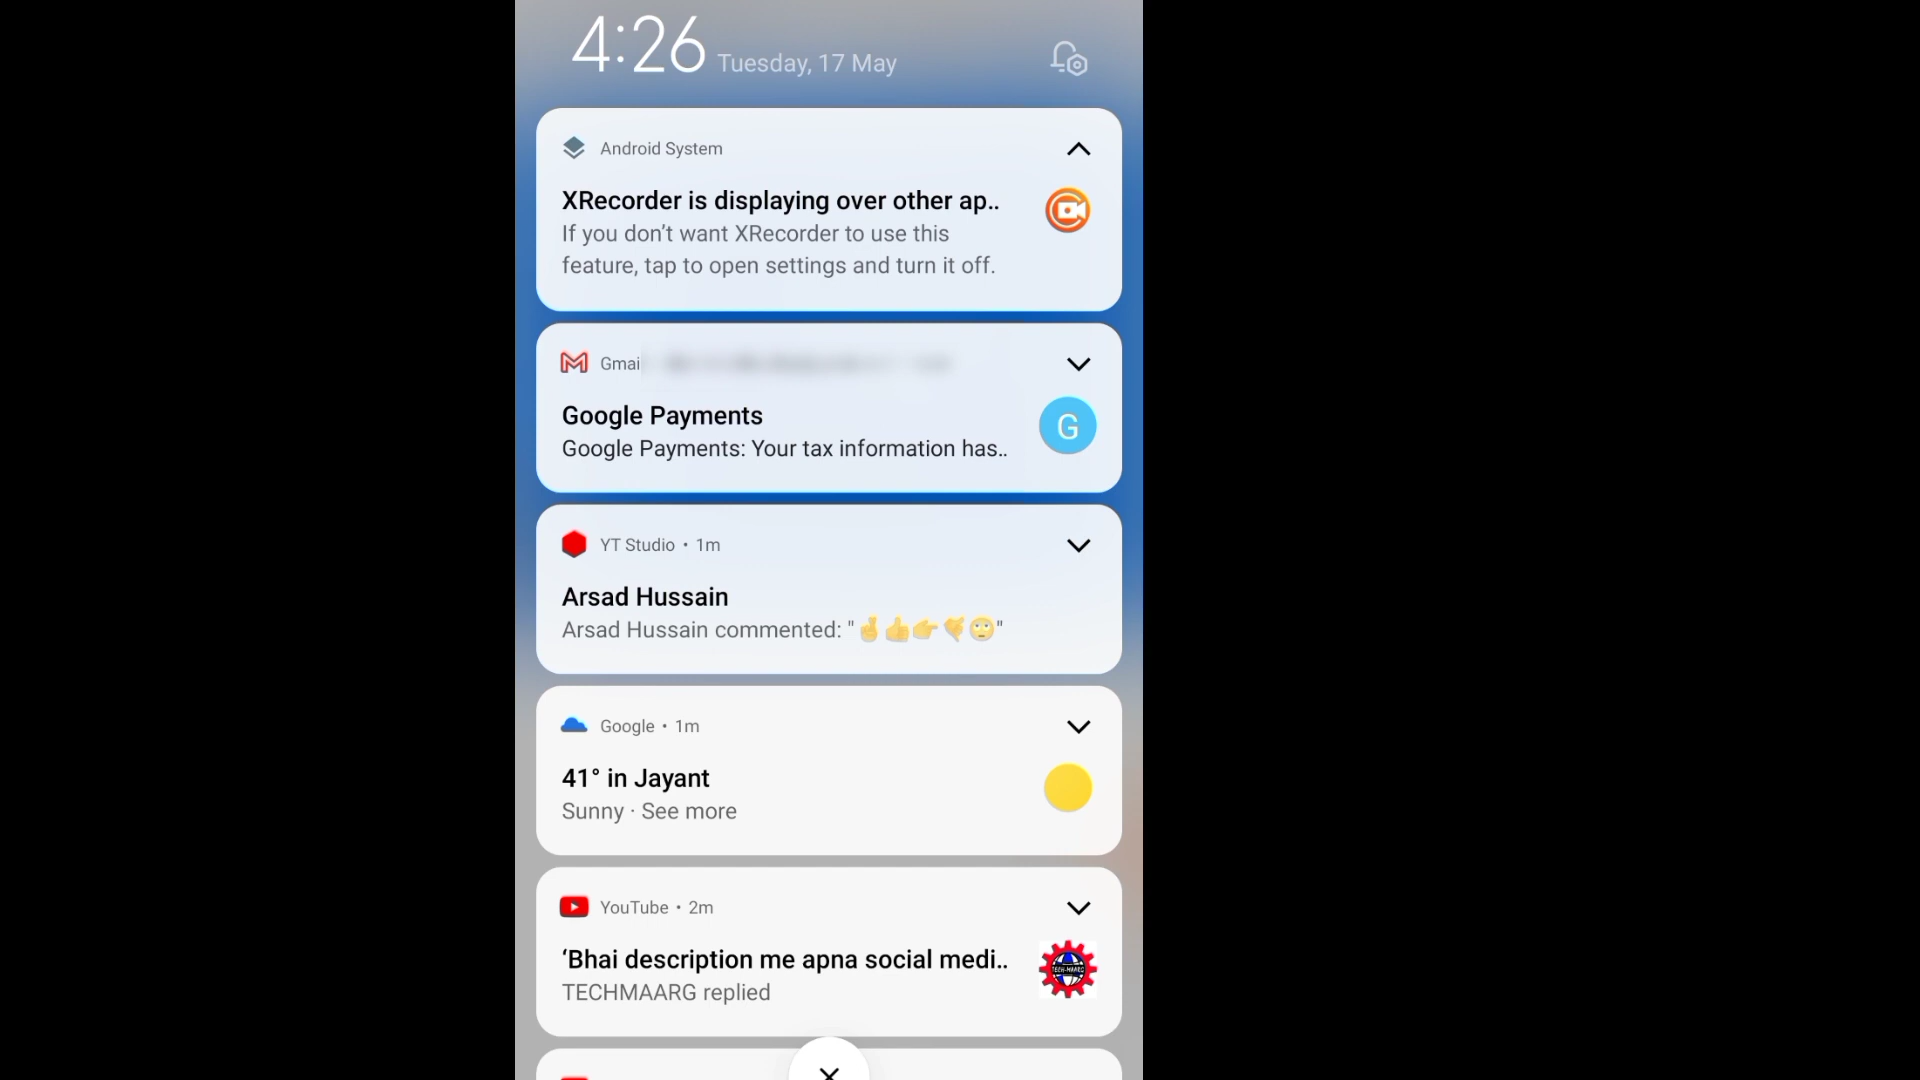 4:26 Tuesday, 17 May
Android System
XRecorder is displaying over other ap..
If you don’t want XRecorder to use this
feature, tap to open settings and turn it off.
Gmai
Google Payments
G
Google Payments: Your tax information has..
YT Studio • 1m
Arsad Hussain
Arsad Hussain commented: "🤞👍👉🤻🙄"
Google • 1m
41° in Jayant
Sunny · See more
YouTube • 2m
‘Bhai description me apna social medi..
TECH-MAARG
TECHMAARG replied